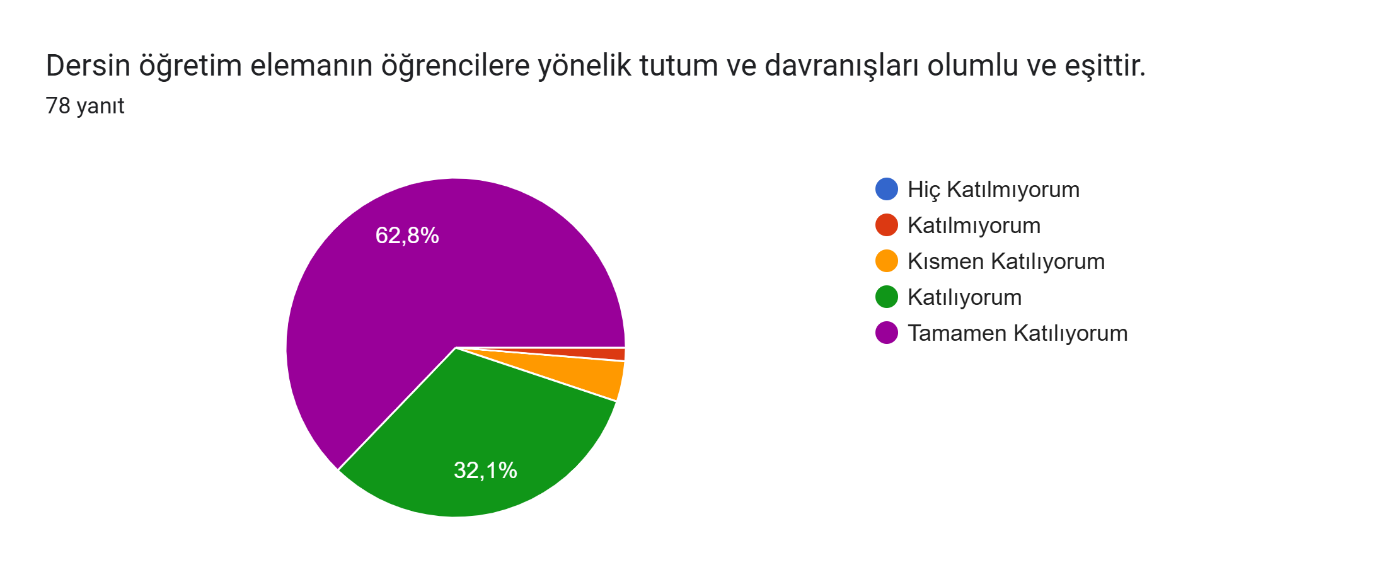 Dersin öğretim elemanın öğrencilere yönelik tutum ve davranışları olumlu ve eşittir.
78 yanıt
62,8%
32,1%
Hiç Katılmıyorum
Katılmıyorum
Kısmen Katılıyorum
Katılıyorum
Tamamen Katılıyorum